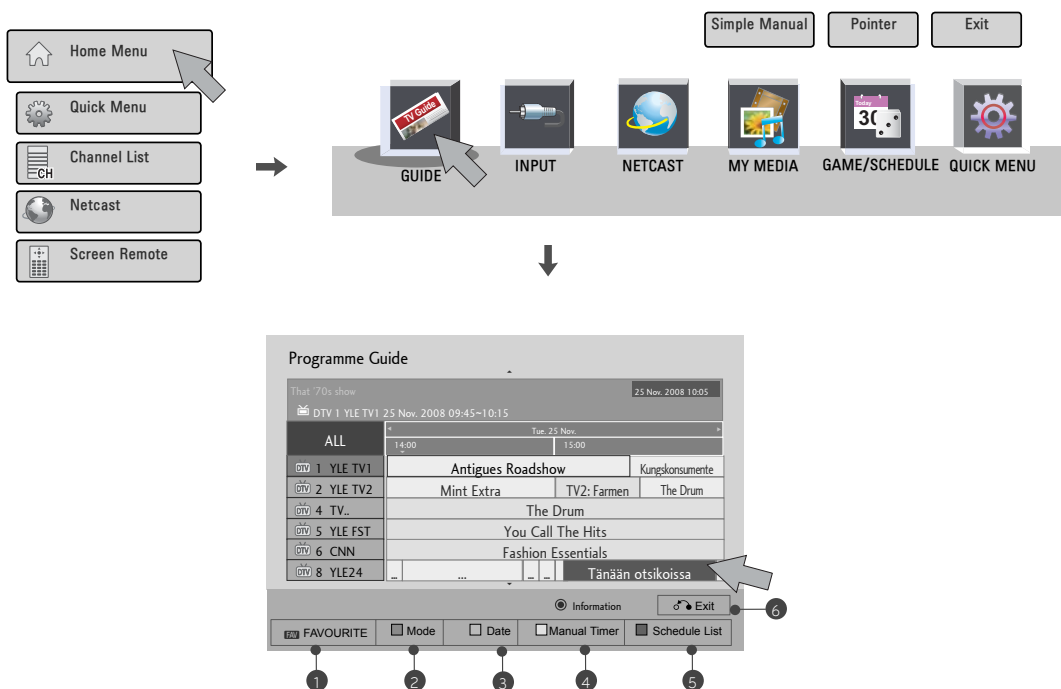 Simple Manual
Pointer
Exit
Home Menu
Quick Menu
CH
Channel List
Netcast
Screen Remote
TV Guide
Today
30
GUIDE
INPUT
NETCAST
MY MEDIA
GAME/SCHEDULE
QUICK MENU
Programme Guide
That '70s show
25 Nov. 2008 10:05
DTV 1 YLE TV1 25 Nov. 2008 09:45~10:15
ALL
Tue. 25 Nov.
14:00
15:00
DTV 1 YLE TV1
Antigues Roadshow
Kungskonsumente
DTV 2 YLE TV2
Mint Extra
TV2: Farmen
The Drum
DTV 4 TV..
The Drum
DTV 5 YLE FST
You Call The Hits
DTV 6 CNN
Fashion Essentials
DTV 8 YLE24
... ... ... ...
Tänään otsikoissa
Information
Exit
6
FAV FAVOURITE
Mode
Date
Manual Timer
Schedule List
1
2
3
4
5